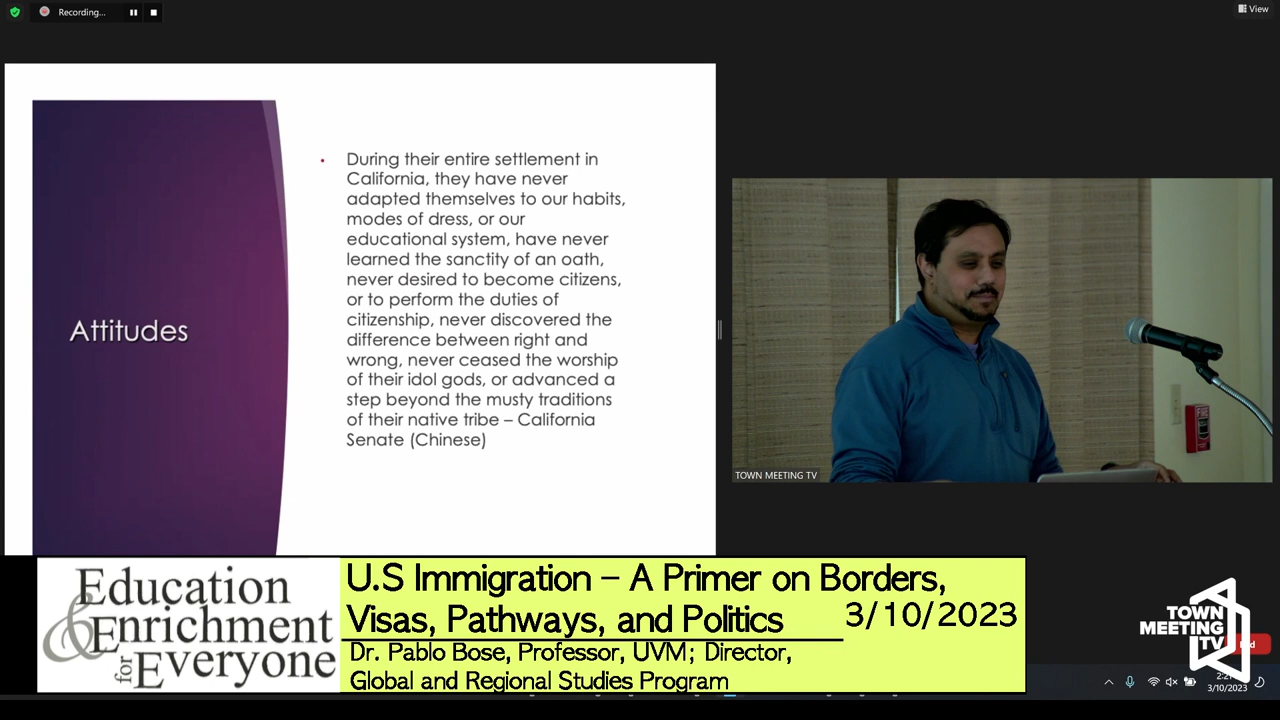 Recording...
View
Attitudes
• During their entire settlement in
California, they have never
adapted themselves to our habits,
modes of dress, or our
educational system, have never
learned the sanctity of an oath,
never desired to become citizens,
or to perform the duties of
citizenship, never discovered the
difference between right and
wrong, never ceased the worship
of their idol gods, or advanced a
step beyond the musty traditions
of their native tribe – California
Senate (Chinese)
FIRE
TOWN MEETING TV
Education
& Enrichment
for Everyone
U.S Immigration – A Primer on Borders,
Visas, Pathways, and Politics
3/10/2023
Dr. Pablo Bose, Professor, UVM; Director,
Global and Regional Studies Program
TOWN
MEETING
TV
3/10/2023